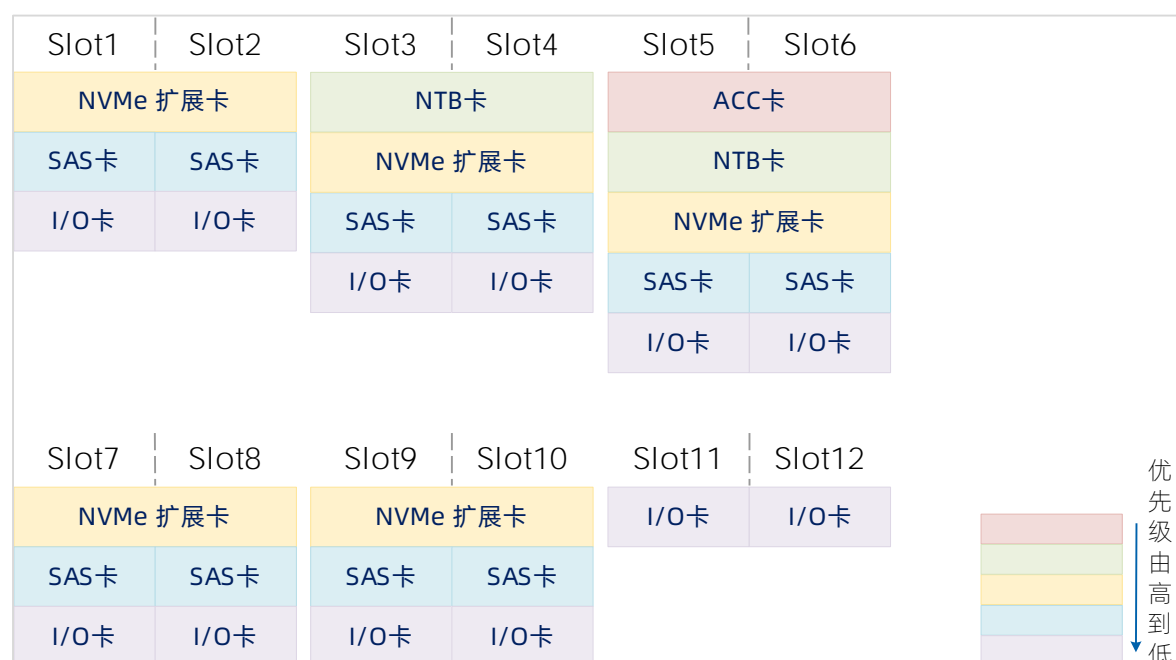 Slot1 Slot2 Slot3 Slot4 Slot5 Slot6
NVMe 扩展卡 NTB卡 ACC卡
SAS卡 SAS卡 NVMe 扩展卡 NTB卡
I/O卡 I/O卡 SAS卡 SAS卡 NVMe 扩展卡
I/O卡 I/O卡 SAS卡 SAS卡
I/O卡 I/O卡
Slot7 Slot8 Slot9 Slot10 Slot11 Slot12
NVMe 扩展卡 NVMe 扩展卡 I/O卡 I/O卡
SAS卡 SAS卡 SAS卡 SAS卡
I/O卡 I/O卡 I/O卡 I/O卡
优先级由高到低